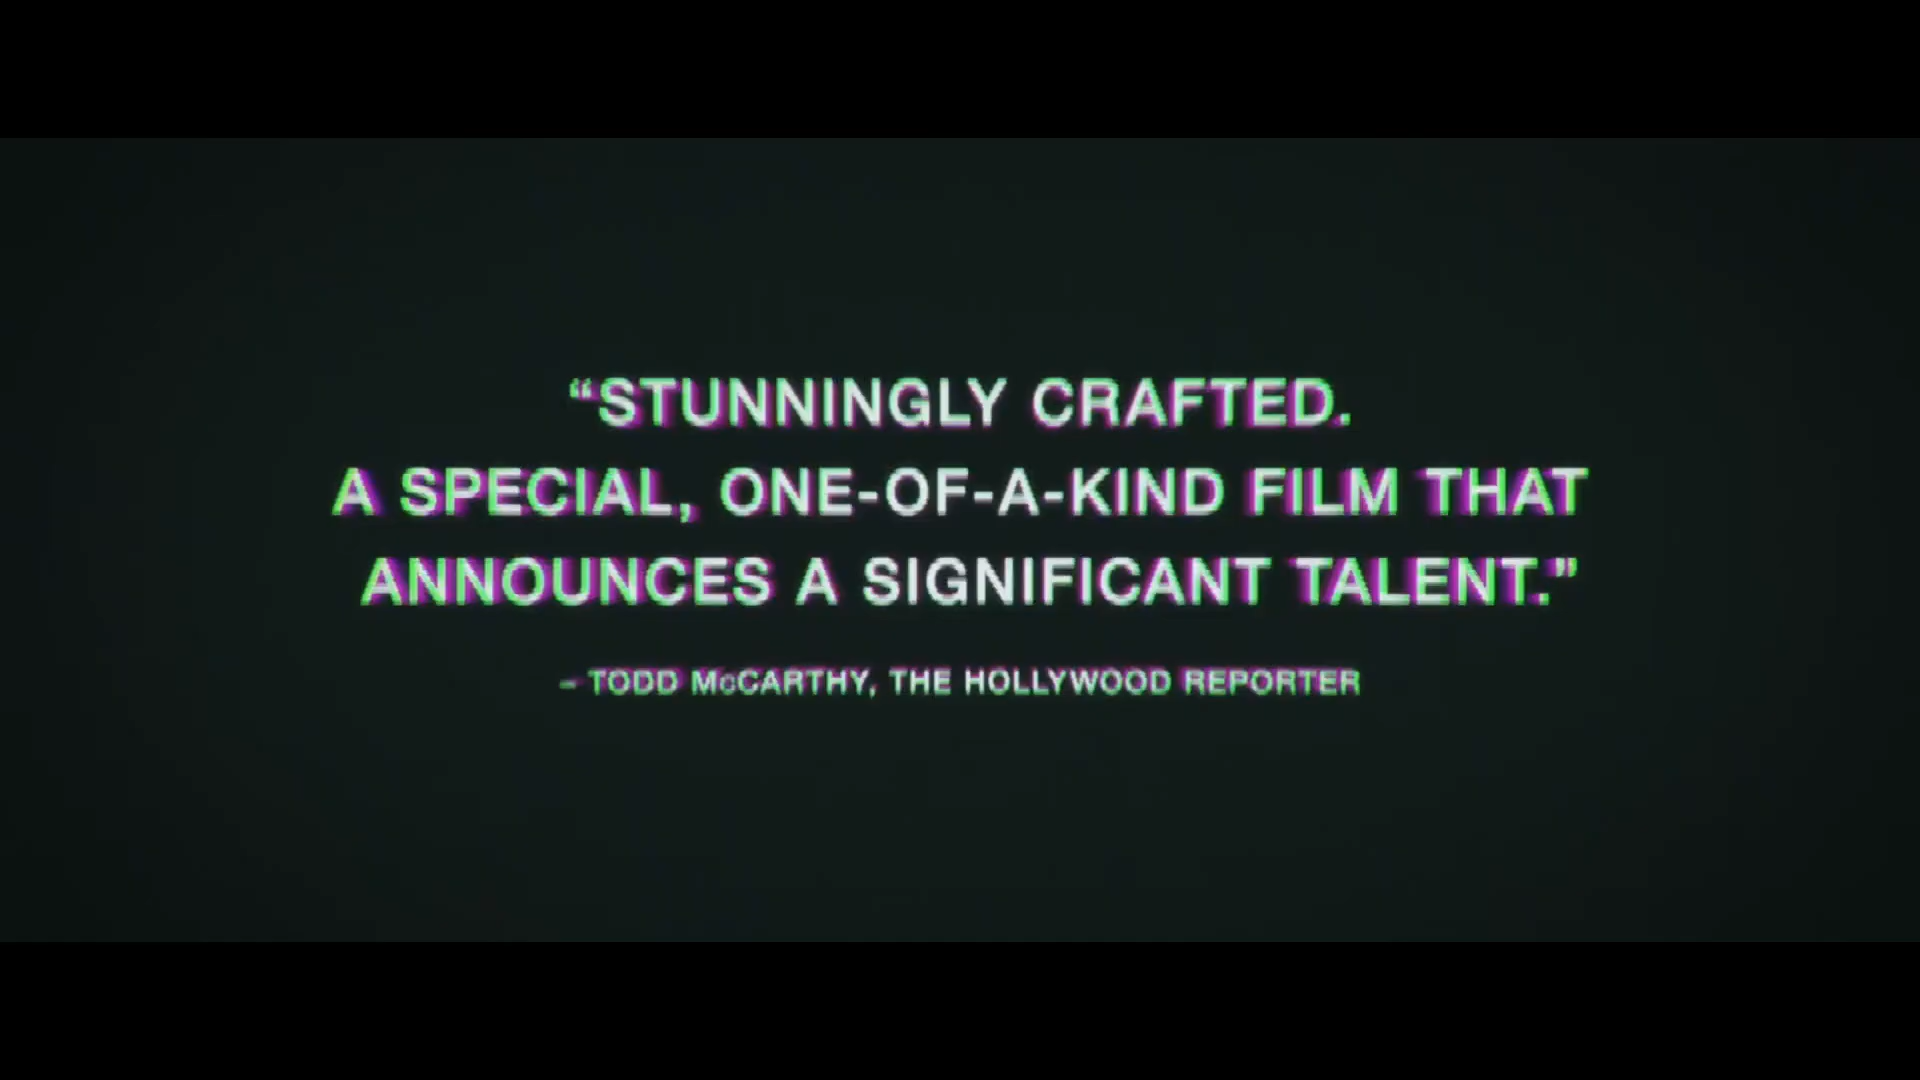 “STUNNINGLY CRAFTED.
A SPECIAL, ONE-OF-A-KIND FILM THAT
ANNOUNCES A SIGNIFICANT TALENT.”
– TODD McCARTHY, THE HOLLYWOOD REPORTER